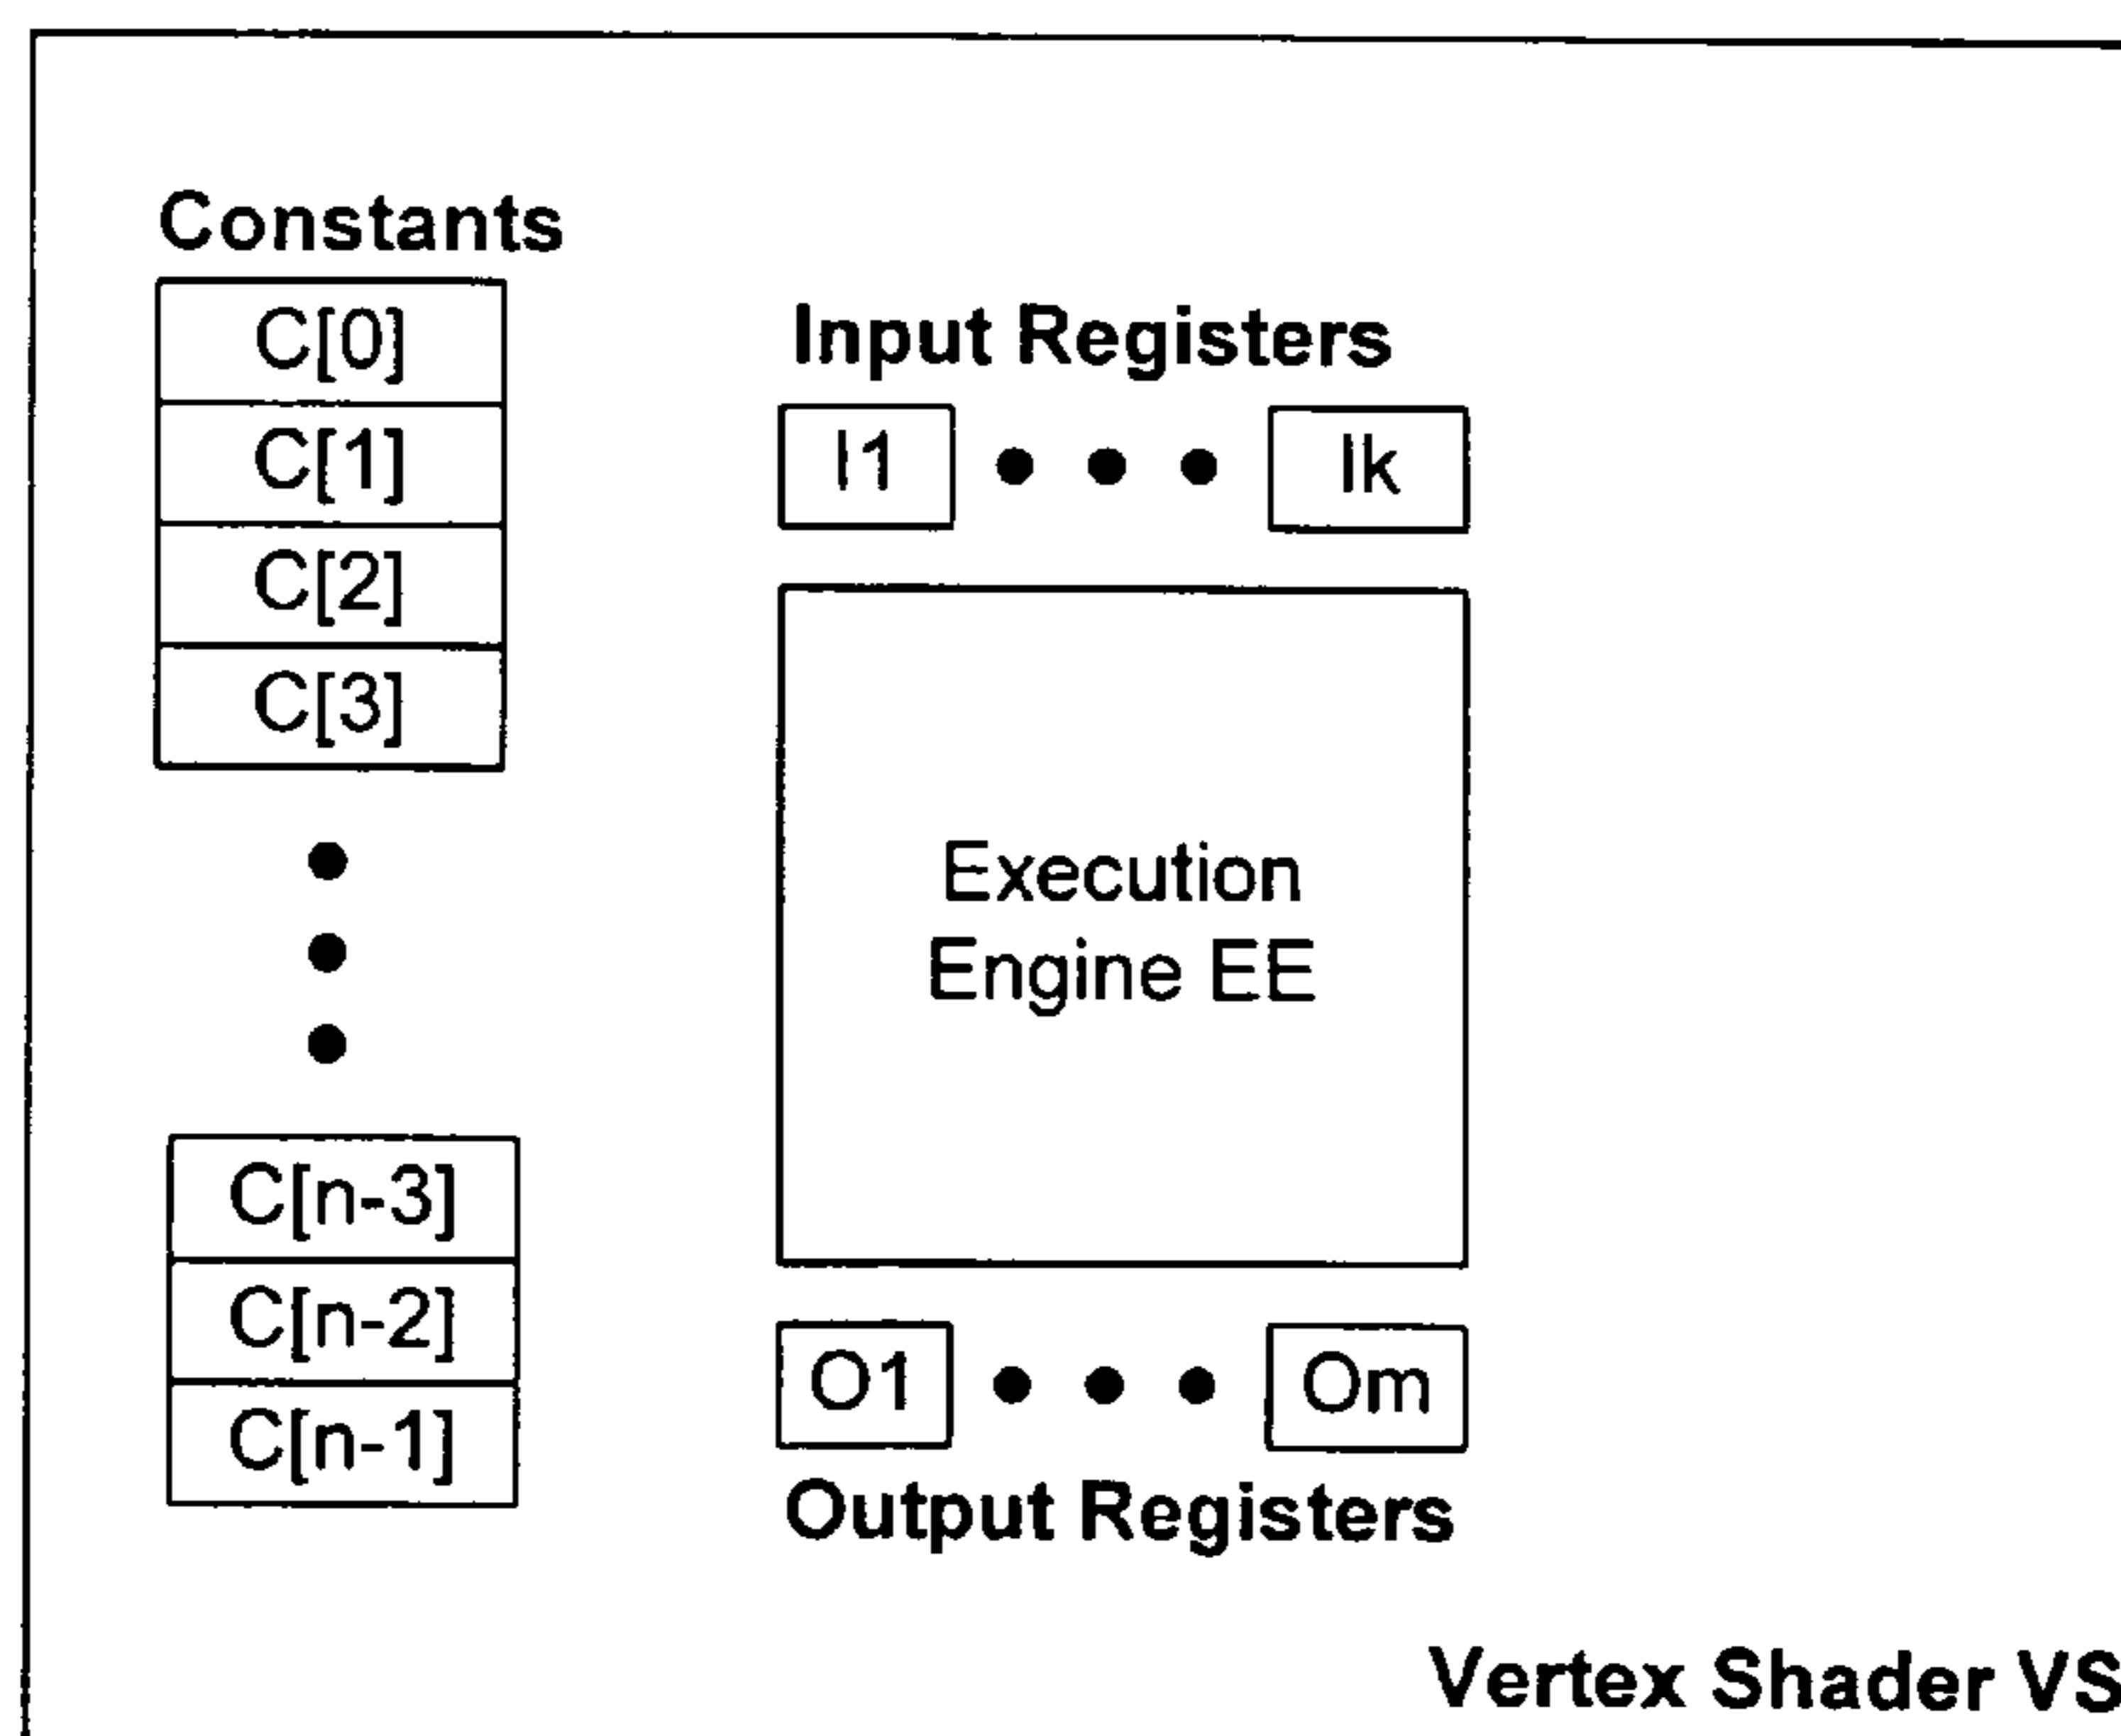 Constants
C[0]
C[1]
C[2]
C[3]
C[n-3]
C[n-2]
C[n-1]
Input Registers
I1 Ik
Execution
Engine EE
O1 Om
Output Registers
Vertex Shader VS